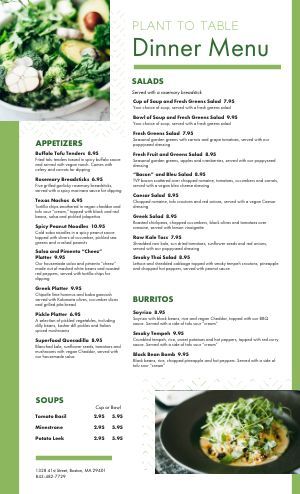 PLANT TO TABLE
Dinner Menu
SALADS
Served with a rosemary breadstick
Cup of Soup and Fresh Greens Salad 7.95
Your choice of soup, served with a fresh green salad
Bowl of Soup and Fresh Greens Salad 9.95
Your choice of soup, served with a fresh green salad
Fresh Greens Salad 7.95
Seasonal garden greens with carrots and grape tomatoes, served with our poppyseed
dressing
Fresh Fruit and Greens Salad 8.95
Seasonal garden greens, apples and cranberries, served with our poppyseed
dressing
"Bacon" and Bleu Salad 8.95
TVP bacon scattered over chopped romaine, tomatoes, cucumbers and carrots,
served with a vegan bleu cheese dressing
Caesar Salad 8.95
Chopped romaine, tofu croutons and red onions, served with a vegan Caesar
dressing
Greek Salad 8.95
Roasted chickpeas, chopped cucumbers, black olives and tomatoes over
romaine, served with lemon vinaigrette
Raw Kale Taco 7.95
Shredded raw kale, sun dried tomatoes, sunflower seeds and red onions,
served with our poppyseed dressing
Smoky Thai Salad 8.95
Lettuce and shredded cabbage topped with smoky tempeh croutons, pineapple
and chopped hot peppers, served with peanut sauce
APPETIZERS
Buffalo Tofu Tenders 8.95
Fried tofu tenders tossed in spicy buffalo sauce
and served with vegan ranch. Comes with
celery and carrots for dipping
Rosemary Breadsticks 6.95
Five grilled garlicky rosemary breadsticks,
served with a spicy marinara sauce for dipping
Texas Nachos 6.95
Tortilla chips smothered in vegan cheddar and
tofu sour "cream," topped with black and red
beans, salsa and pickled jalapeños
Spicy Peanut Noodles 10.95
Cold soba noodles in a spicy peanut sauce
topped with slivers of cucumber, pickled sea
greens and roasted peanuts
Salsa and Pimento "Cheez"
Platter 9.95
Our housemade salsa and pimento "cheez"
made out of mashed white beans and roasted
red peppers, served with tortilla chips for
dipping
Greek Platter 9.95
Chipotle lime hummus and baba ganoush
served with Kalamata olives, cucumber slices
and grilled pita bread
Pickle Platter 6.95
A selection of pickled vegetables, including
dilly beans, kosher dill pickles and Italian
spiced mushrooms
Superfood Quesadilla 8.95
Blanched kale, sunflower seeds, tomatoes and
mushrooms with vegan Cheddar, served with
our housemade salsa
BURRITOS
Soyrizo 8.95
Soyrizo with black beans, rice and vegan Cheddar, topped with our BBQ
sauce. Served with a side of tofu sour "cream"
Smoky Tempeh 9.95
Crumbled tempeh, rice, sweet potatoes and hot peppers, topped with red curry
sauce. Served with a side of tofu sour "cream"
Black Bean Bomb 9.95
Black beans, rice, chopped pineapple and hot peppers. Served with a side of
tofu sour "cream"
SOUPS
Cup or Bowl
Tomato Basil 2.95 5.95
Minestrone 2.95 5.95
Potato Leek 2.95 5.95
1328 41st Street, Boston, MA 29401
843-482-7729